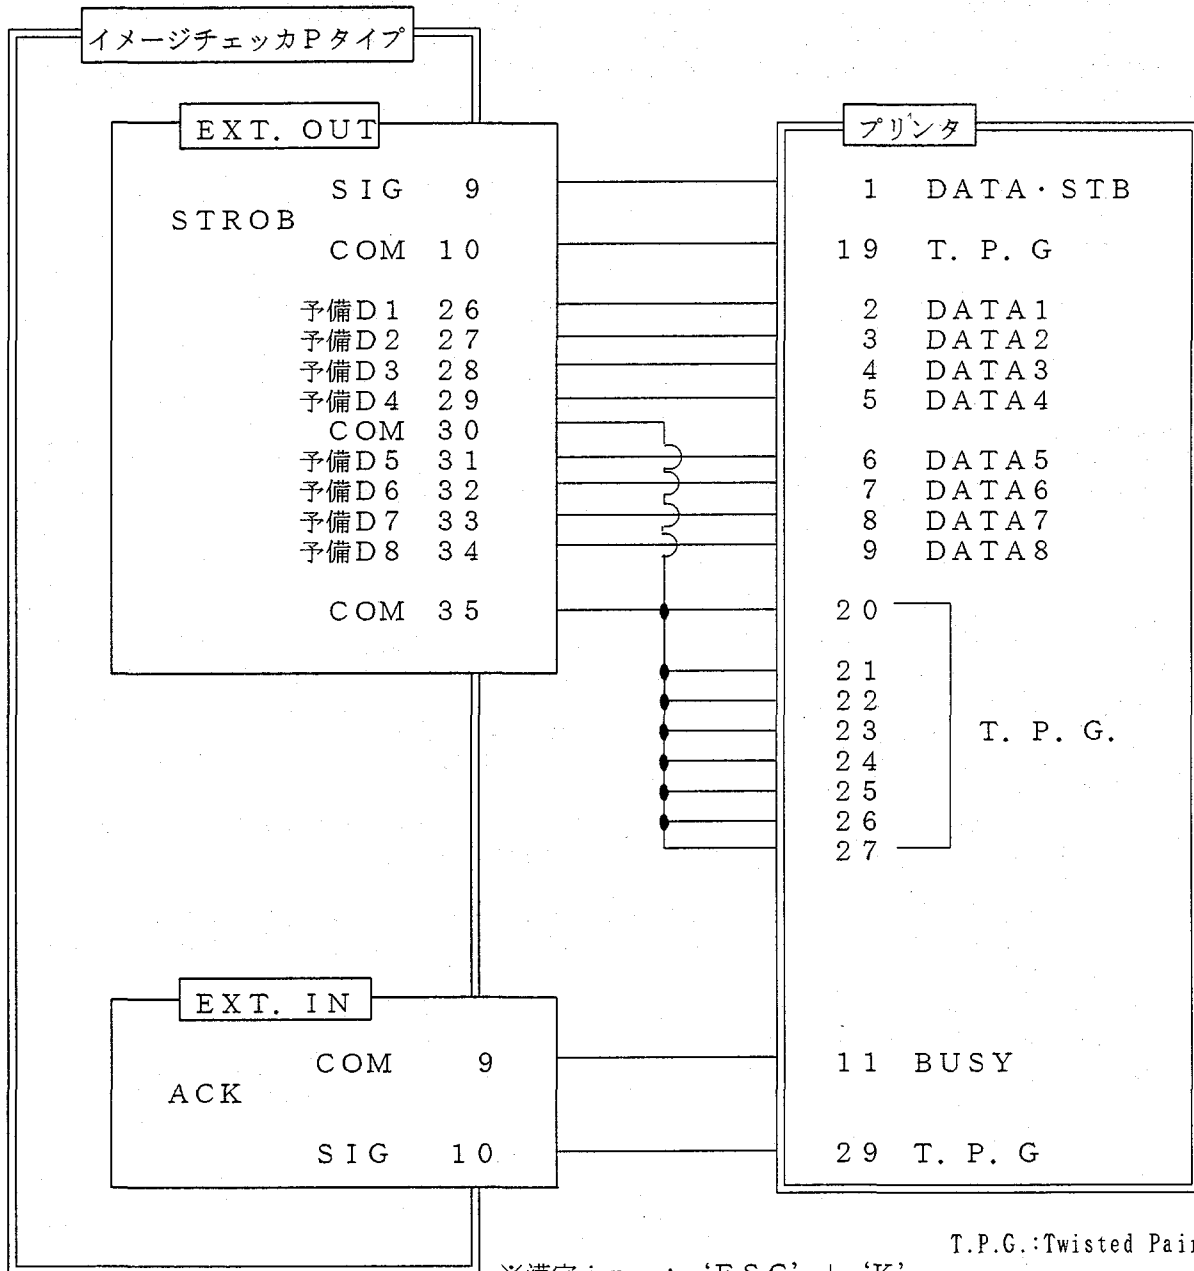 イメージチェッカPタイプ
EXT. OUT
SIG 9
STROB
COM 10
予備D1 26
予備D2 27
予備D3 28
予備D4 29
COM 30
予備D5 31
予備D6 32
予備D7 33
予備D8 34
COM 35
プリンタ
1 DATA・STB
19 T. P. G
2 DATA1
3 DATA2
4 DATA3
5 DATA4
6 DATA5
7 DATA6
8 DATA7
9 DATA8
20
21
22
23 T. P. G.
24
25
26
27
EXT. IN
COM 9
ACK
SIG 10
11 BUSY
29 T. P. G
T.P.G.:Twisted Pair